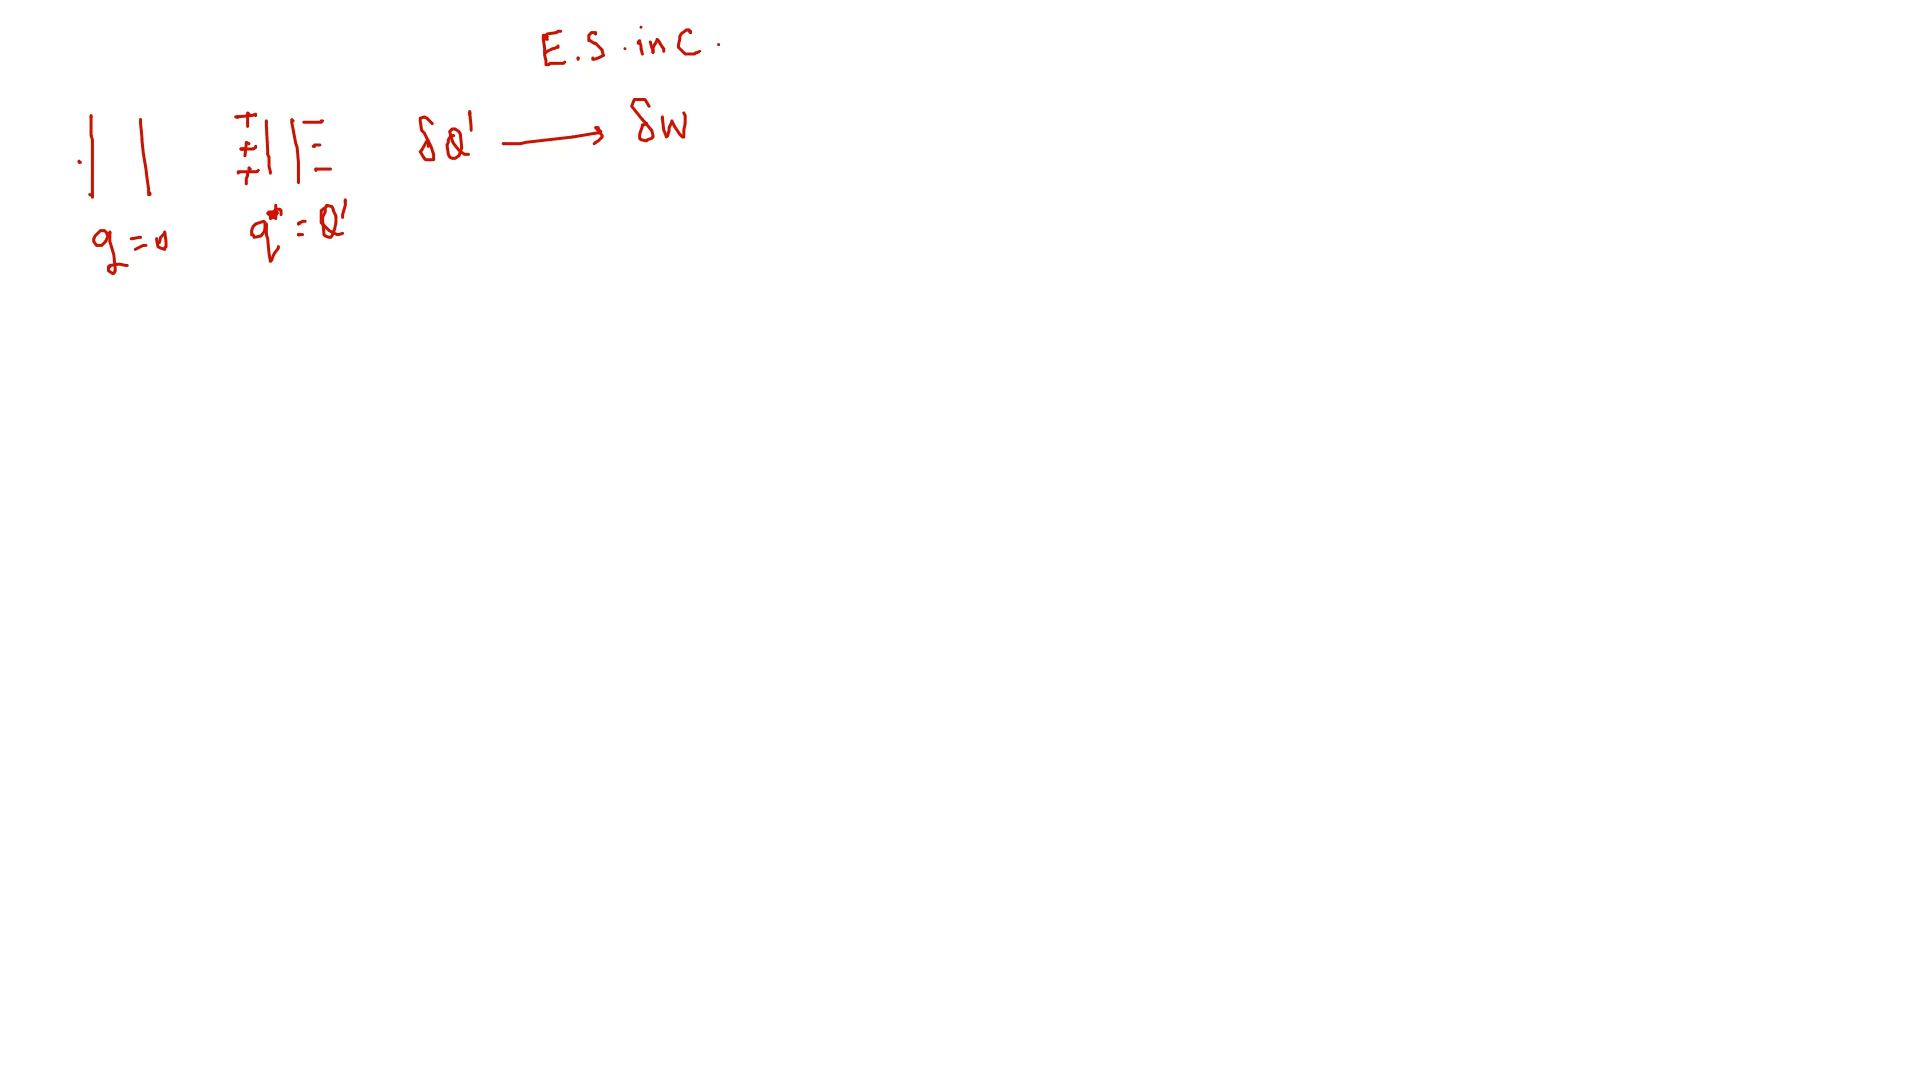 E.S. in C.
δQ' → δW
q=0 q*=Q'